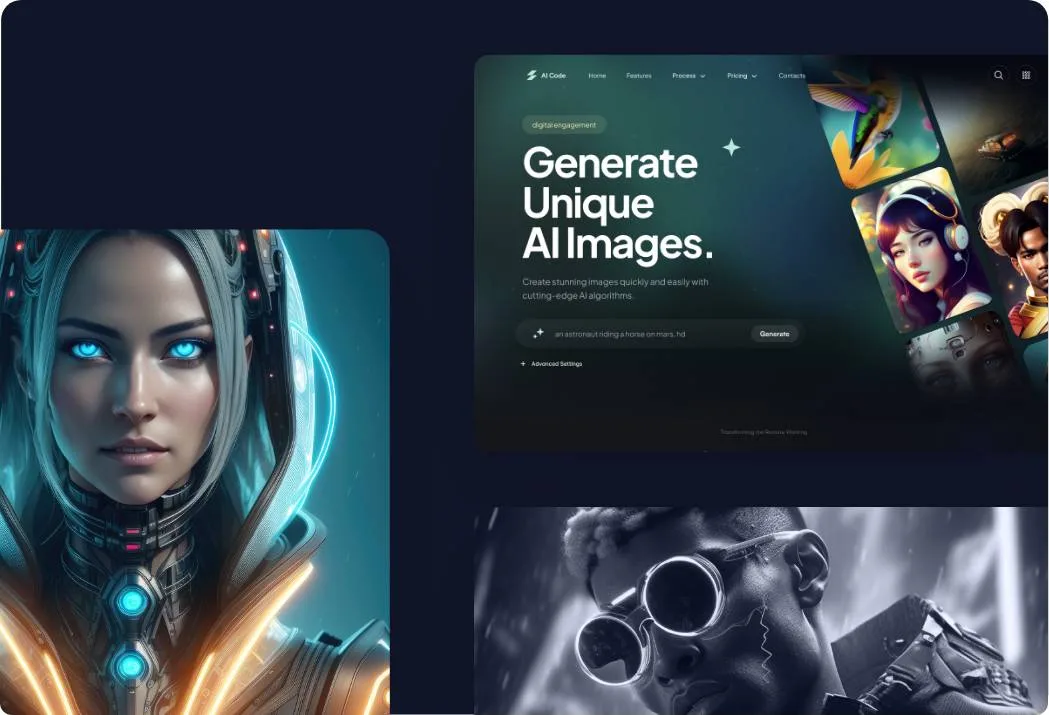 AI Code Home Features Process Pricing Contacts
digital engagement
Generate
Unique
AI Images.
Create stunning images quickly and easily with
cutting-edge AI algorithms.
an astronaut riding a horse on mars, hd Generate
Advanced Settings
Transforming the Remote Working